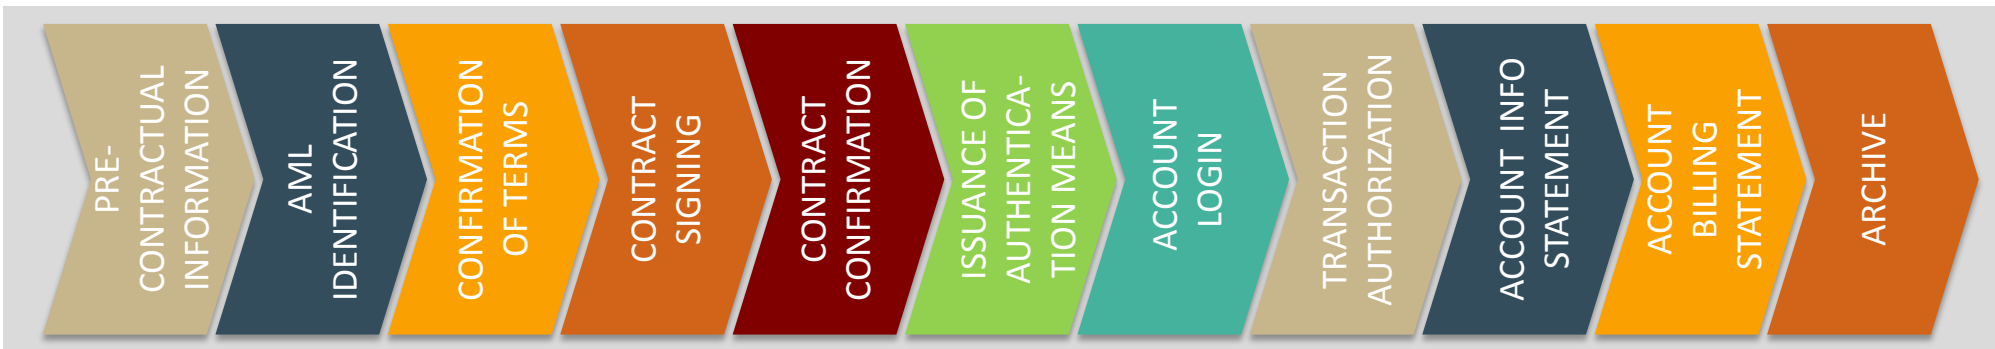 PRE-
CONTRACTUAL
INFORMATION
AML
IDENTIFICATION
CONFIRMATION
OF TERMS
CONTRACT
SIGNING
CONTRACT
CONFIRMATION
ISSUANCE OF
AUTHENTICA-
TION MEANS
ACCOUNT
LOGIN
TRANSACTION
AUTHORIZATION
ACCOUNT INFO
STATEMENT
ACCOUNT
BILLING
STATEMENT
ARCHIVE